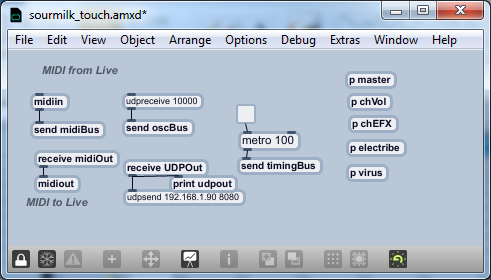 sourmilk_touch.amxd*
File Edit View Object Arrange Options Debug Extras Window Help
MIDI from Live
midiin
send midiBus
receive midiOut
midiout
MIDI to Live
udpreceive 10000
send oscBus
receive UDPOut
print udpout
udpsend 192.168.1.90 8080
metro 100
send timingBus
p master
p chVol
p chEFX
p electribe
p virus